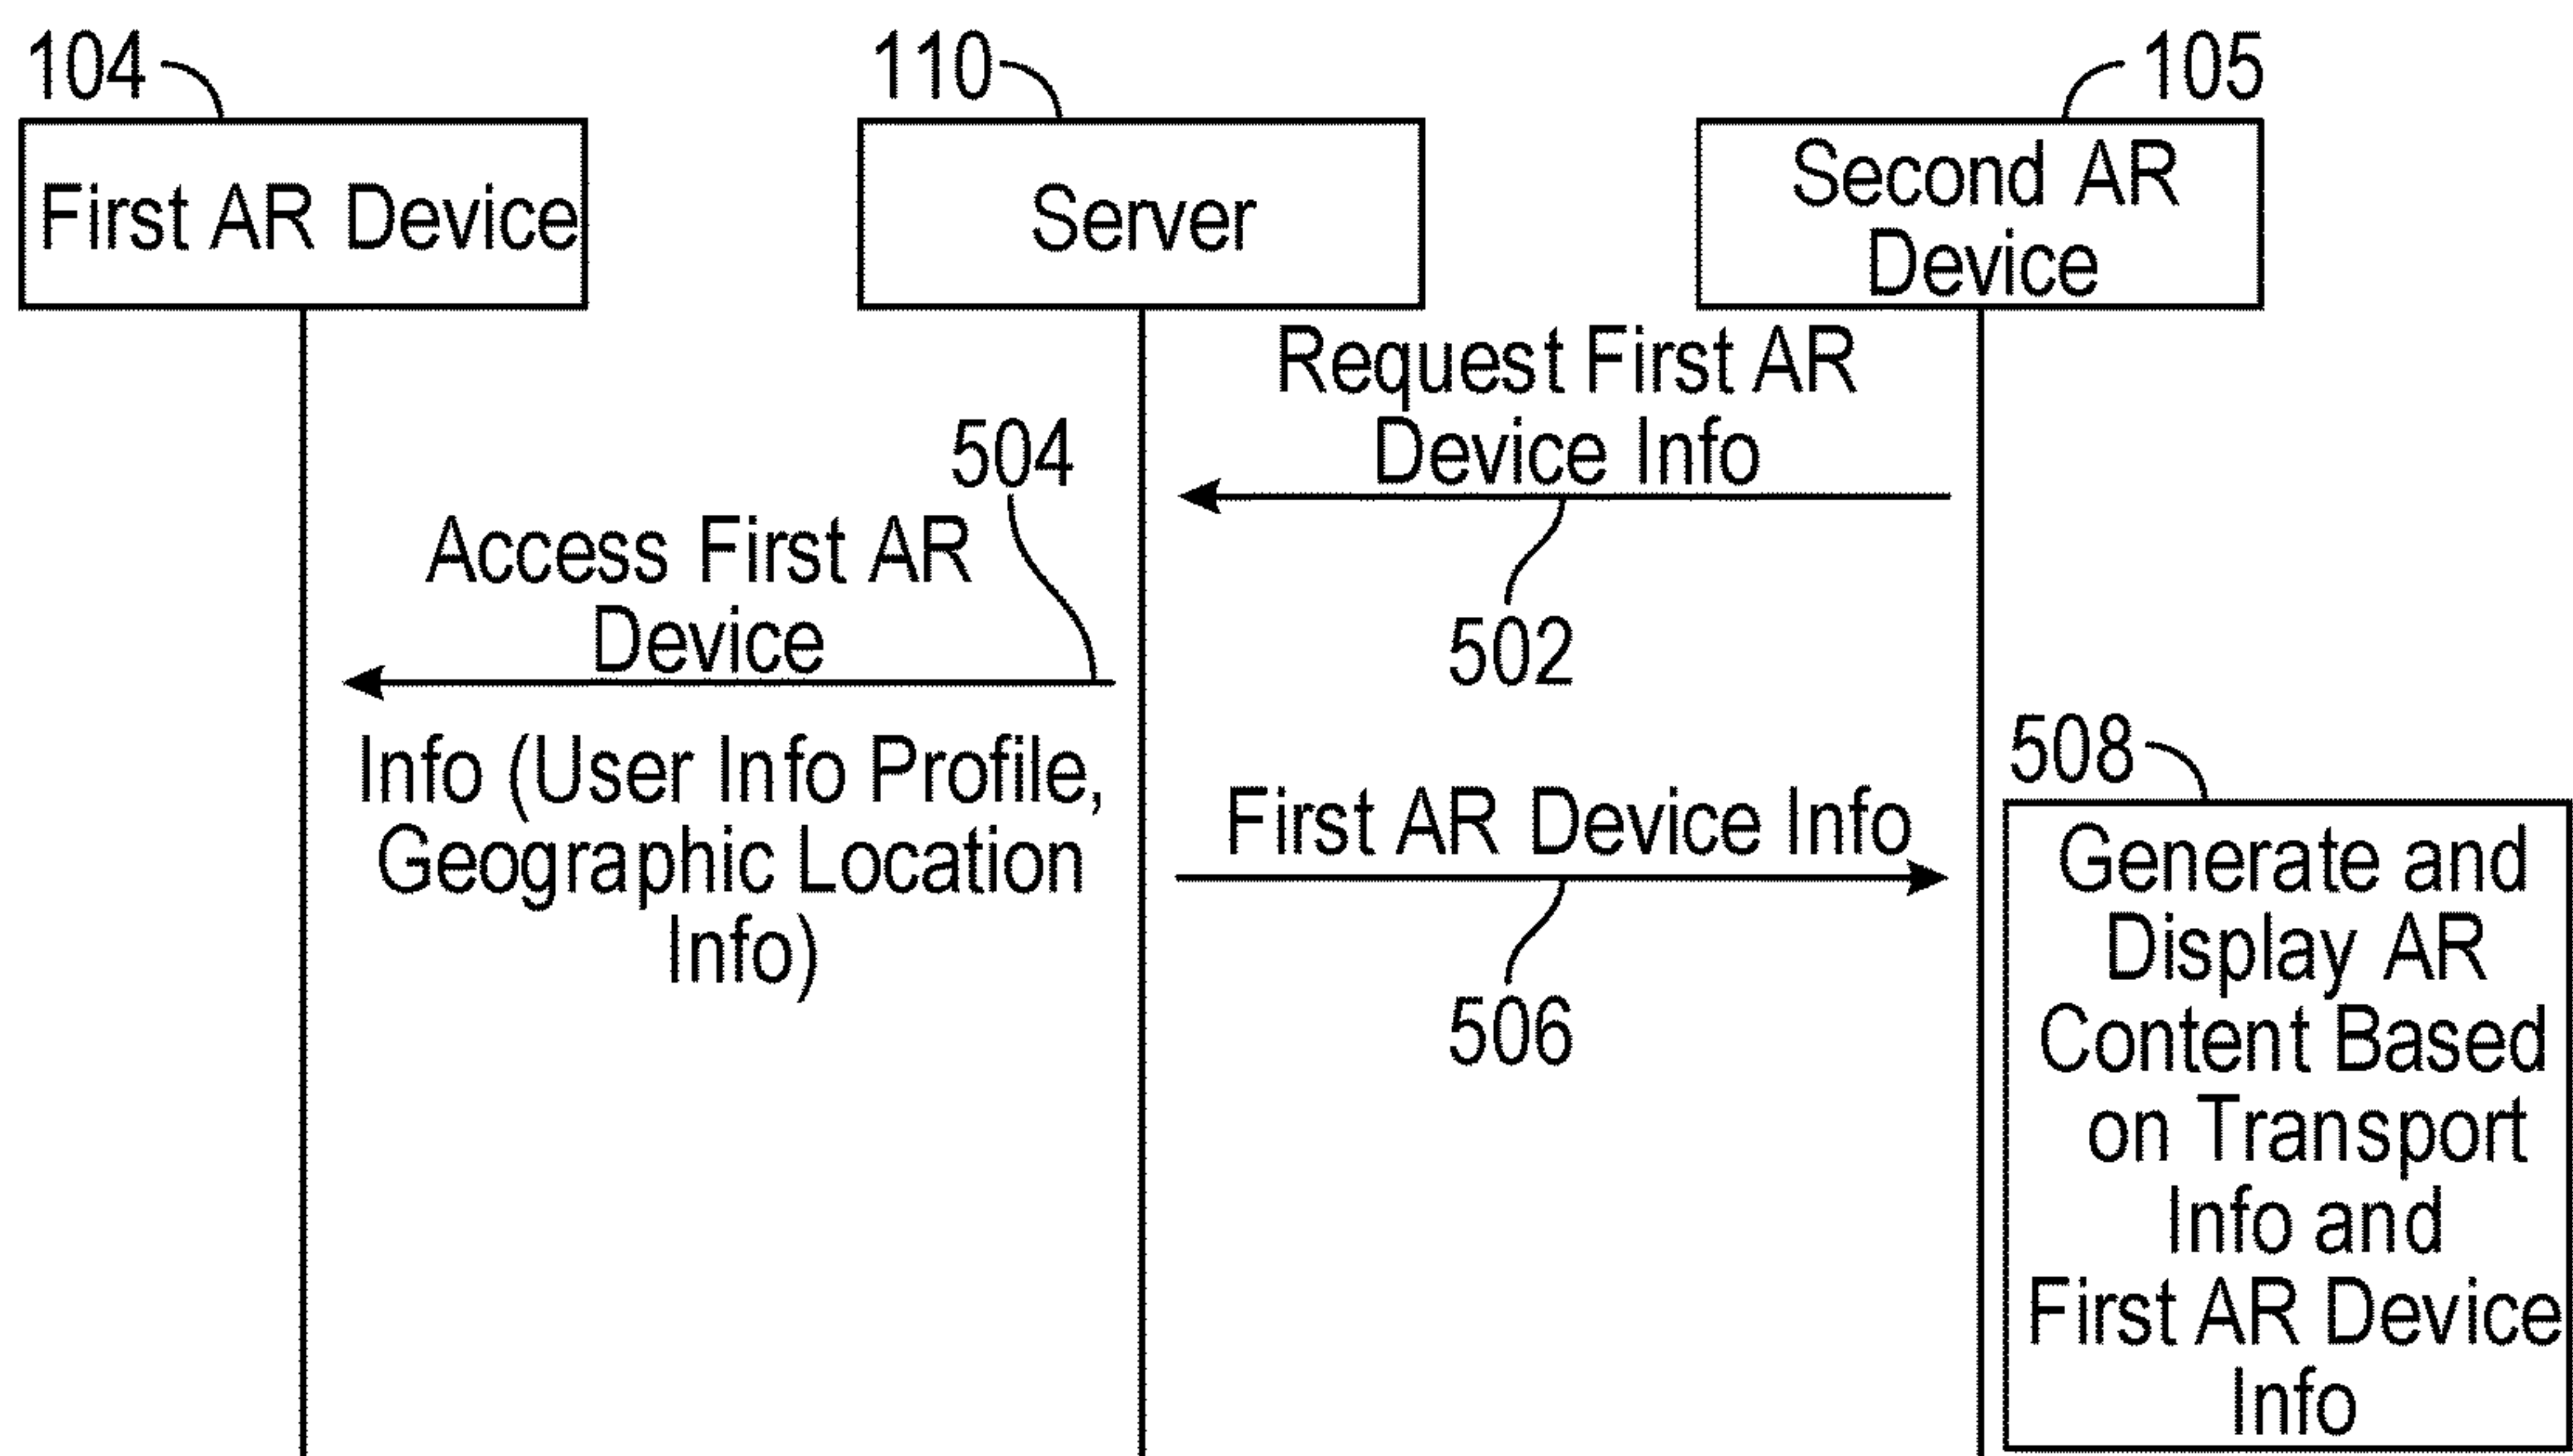 104
110
105
First AR Device
Server
Second AR
Device
Request First AR
Device Info
502
504
Access First AR
Device
Info (User Info Profile,
Geographic Location
Info)
First AR Device Info
506
508
Generate and
Display AR
Content Based
on Transport
Info and
First AR Device
Info